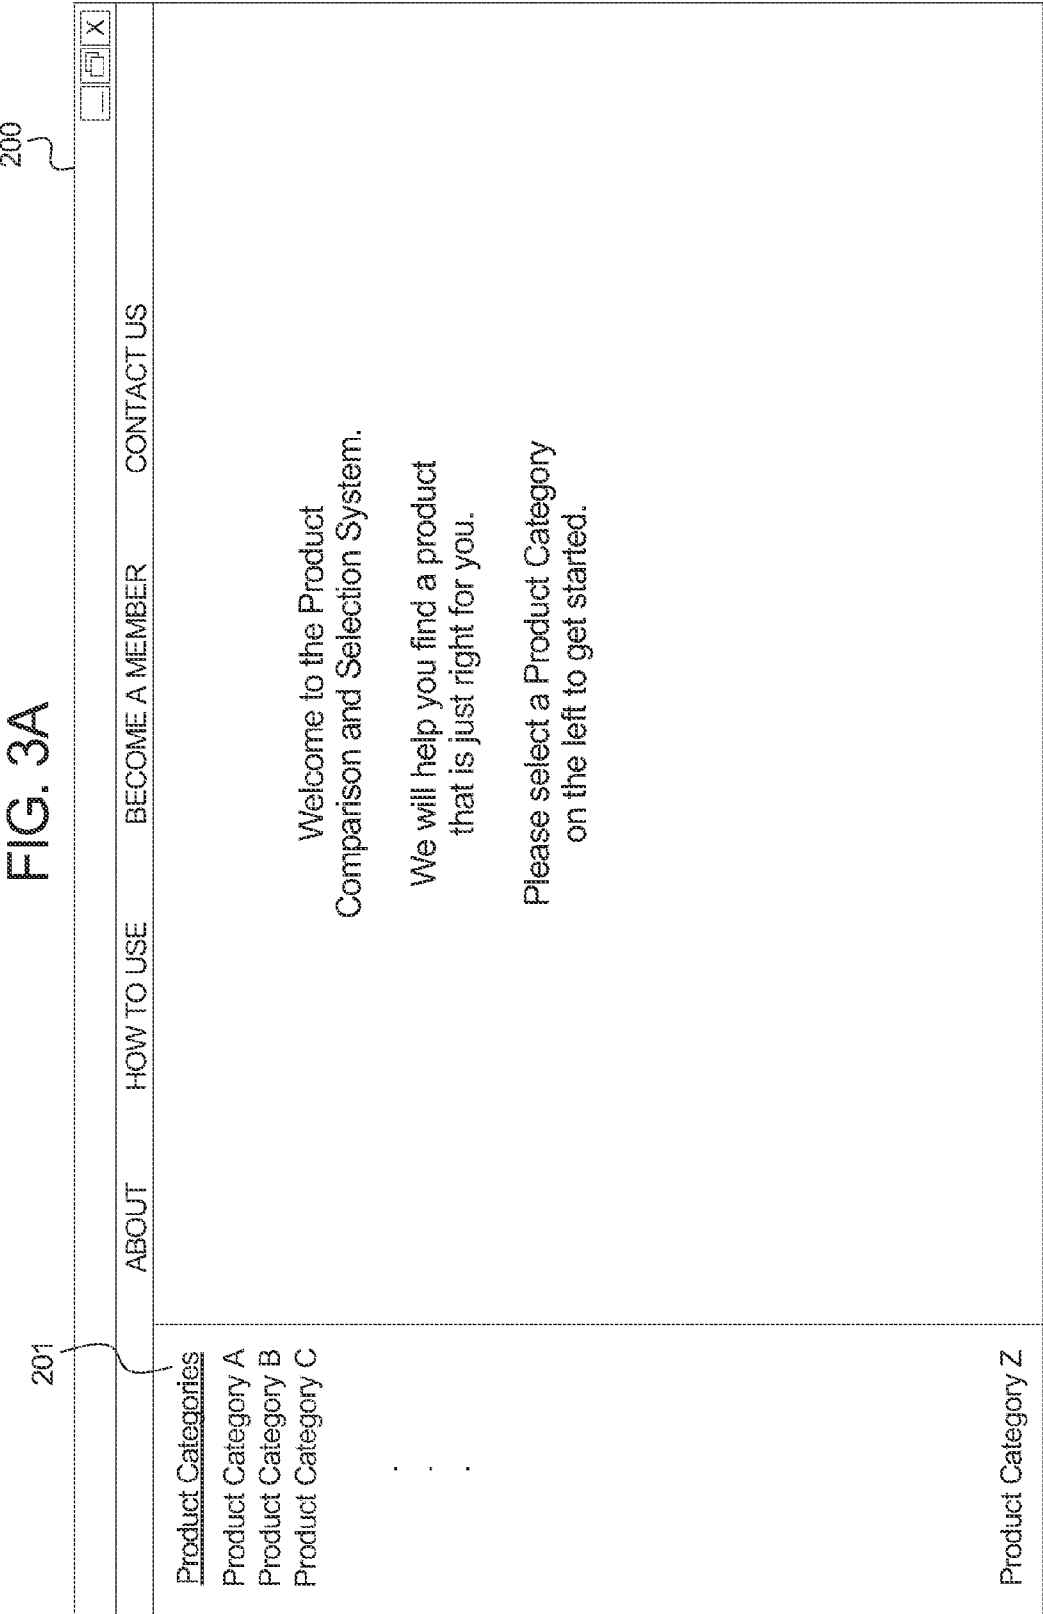 FIG. 3A
200
201
X
ABOUT HOW TO USE BECOME A MEMBER CONTACT US
Product Categories
Product Category A
Product Category B
Product Category C
.
.
.
Product Category Z
Welcome to the Product
Comparison and Selection System.
We will help you find a product
that is just right for you.
Please select a Product Category
on the left to get started.